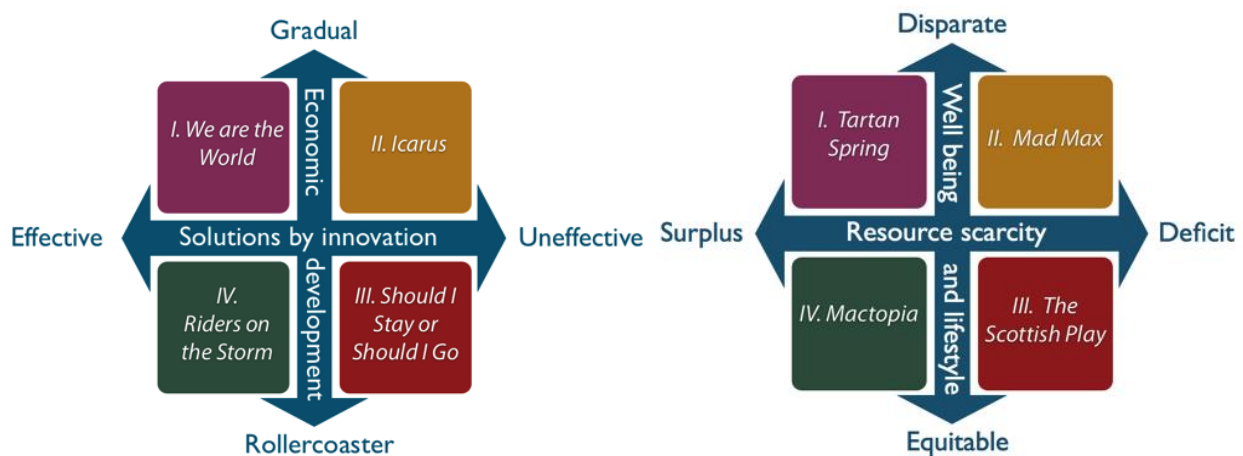 Gradual
I. We are the
World
II. Icarus
Economic
development
Effective
Solutions by innovation
Uneffective
IV.
Riders on
the Storm
III. Should I
Stay or
Should I Go
Rollercoaster
Disparate
I. Tartan
Spring
II. Mad Max
Well being
and lifestyle
Surplus
Resource scarcity
Deficit
IV. Mactopia
III. The
Scottish Play
Equitable